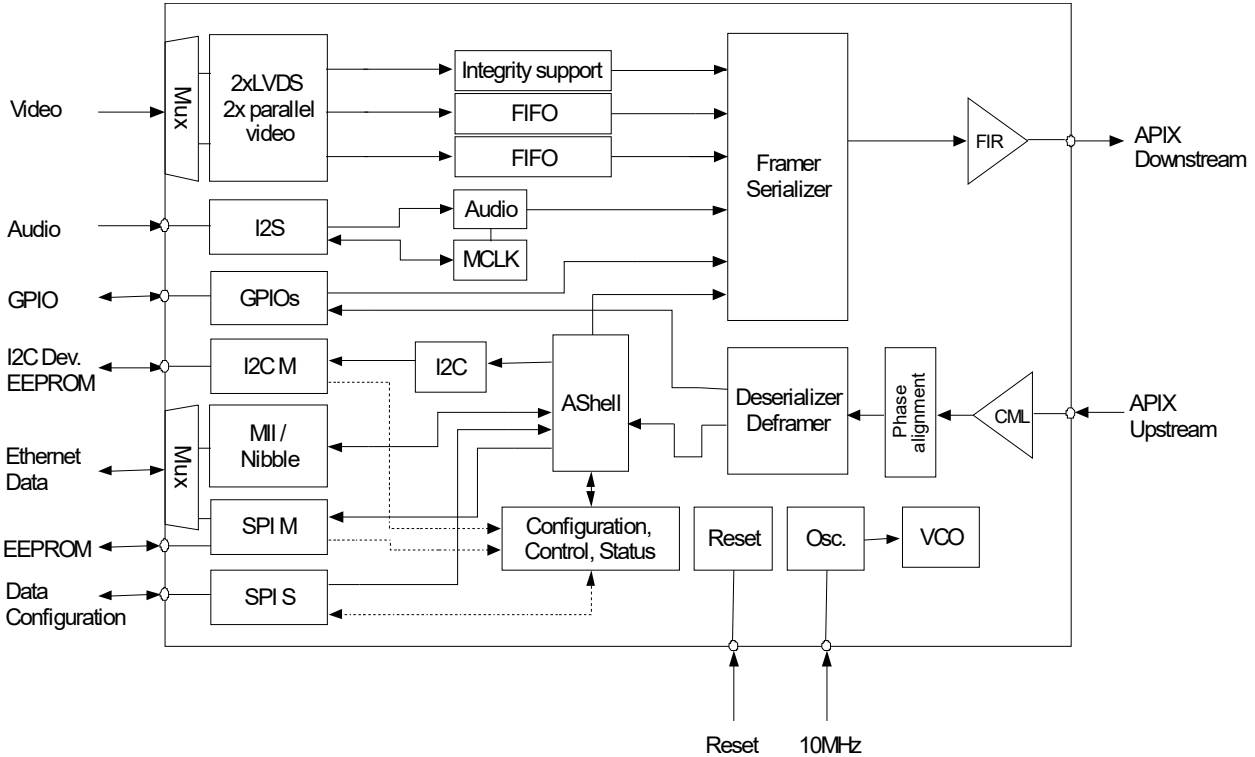 Video
Mux
2xLVDS
2x parallel
video
Integrity support
FIFO
FIFO
Framer
Serializer
FIR
APIX
Downstream
Audio
I2S
Audio
MCLK
GPIO
GPIOs
I2C Dev.
EEPROM
I2C M
I2C
AShell
Deserializer
Deframer
Phase
alignment
CML
APIX
Upstream
Ethernet
Data
Mux
MII /
Nibble
EEPROM
SPI M
Configuration,
Control, Status
Reset
Osc.
VCO
Data
Configuration
SPI S
Reset
10MHz